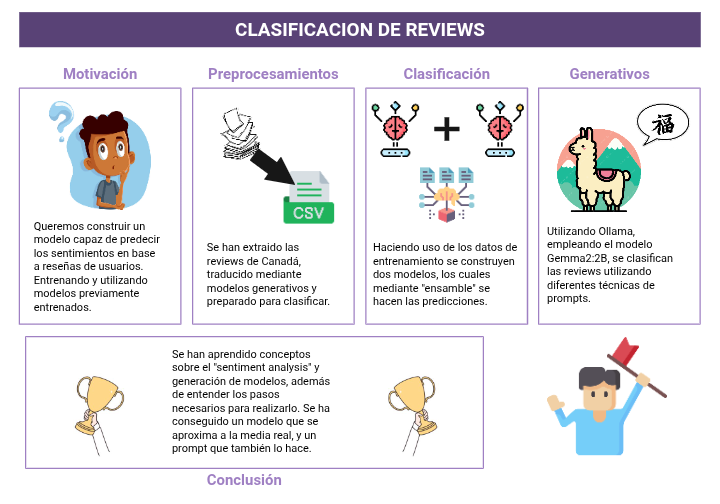 CLASIFICACION DE REVIEWS
Motivación
Queremos construir un
modelo capaz de predecir
los sentimientos en base
a reseñas de usuarios.
Entrenando y utilizando
modelos previamente
entrenados.
Preprocesamientos
CSV
Se han extraido las
reviews de Canadá,
traducido mediante
modelos generativos y
preparado para clasificar.
Clasificación
Haciendo uso de los datos de
entrenamiento se construyen
dos modelos, los cuales
mediante "ensamble" se
hacen las predicciones.
Generativos
福
Utilizando Ollama,
empleando el modelo
Gemma2:2B, se clasifican
las reviews utilizando
diferentes técnicas de
prompts.
Se han aprendido conceptos
sobre el "sentiment analysis" y
generación de modelos, además
de entender los pasos
necesarios para realizarlo. Se ha
conseguido un modelo que se
aproxima a la media real, y un
prompt que también lo hace.
Conclusión